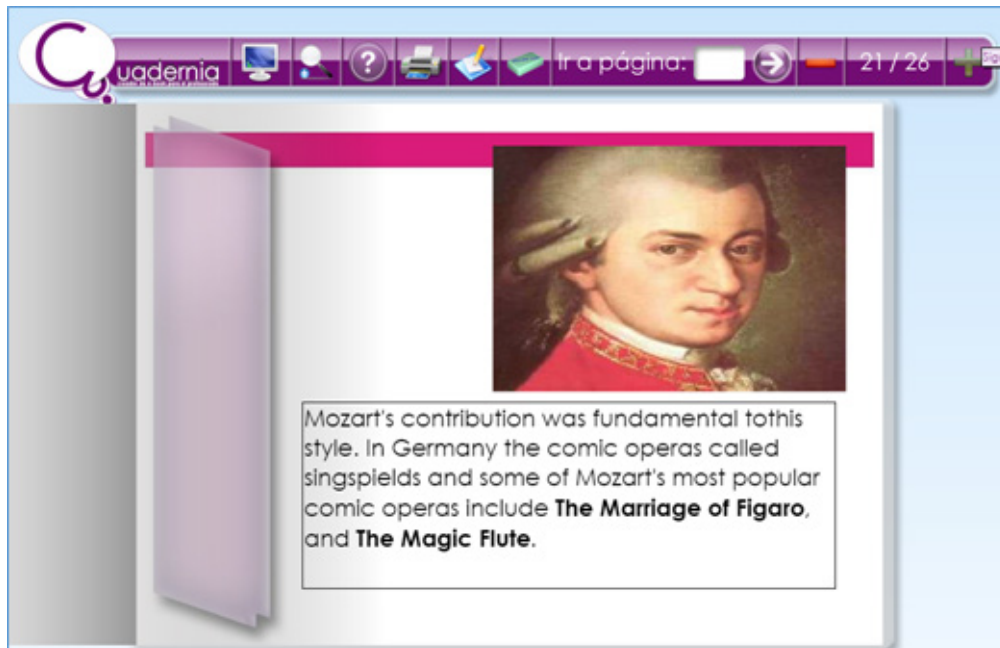 Cuadernia
Ir a página:
21 / 26
Mozart's contribution was fundamental tothis
style. In Germany the comic operas called
singspields and some of Mozart's most popular
comic operas include The Marriage of Figaro,
and The Magic Flute.